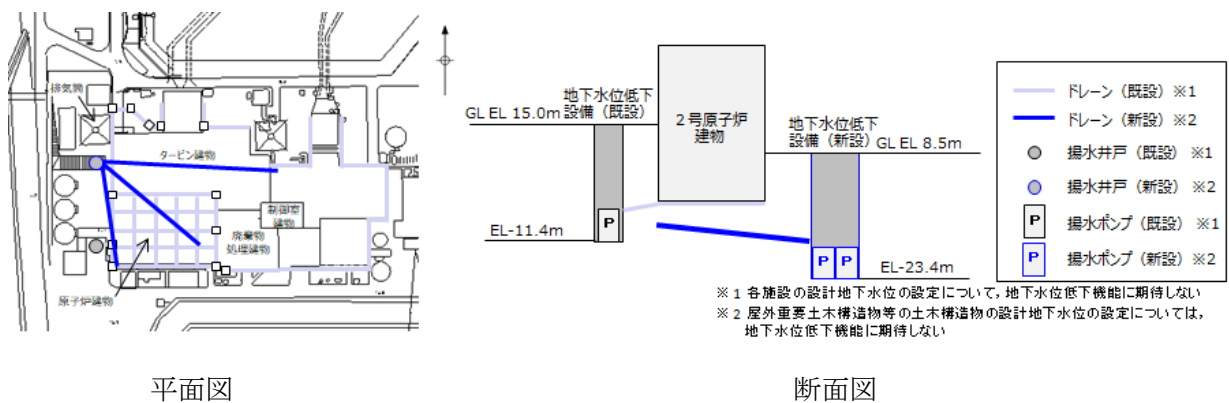 排気筒
タービン建物
制御室
建物
廃棄物
処理建物
原子炉建物
平面図
地下水位低下
設備(既設)
GL EL 15.0m
2号原子炉
建物
地下水位低下
設備(新設)
GL EL 8.5m
P
EL-11.4m
P P
EL-23.4m
断面図
ドレーン(既設)※1
ドレーン(新設)※2
揚水井戸(既設)※1
揚水井戸(新設)※2
P 揚水ポンプ(既設)※1
P 揚水ポンプ(新設)※2
※1 各施設の設計地下水位の設定について,地下水位低下機能に期待しない
※2 屋外重要土木構造物等の土木構造物の設計地下水位の設定については,
地下水位低下機能に期待しない